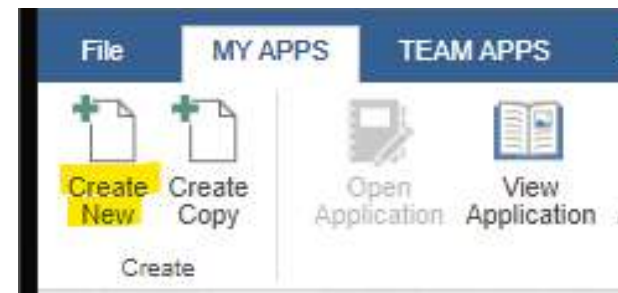 File MY APPS TEAM APPS
Create New
Create Copy
Open Application
View Application
Create